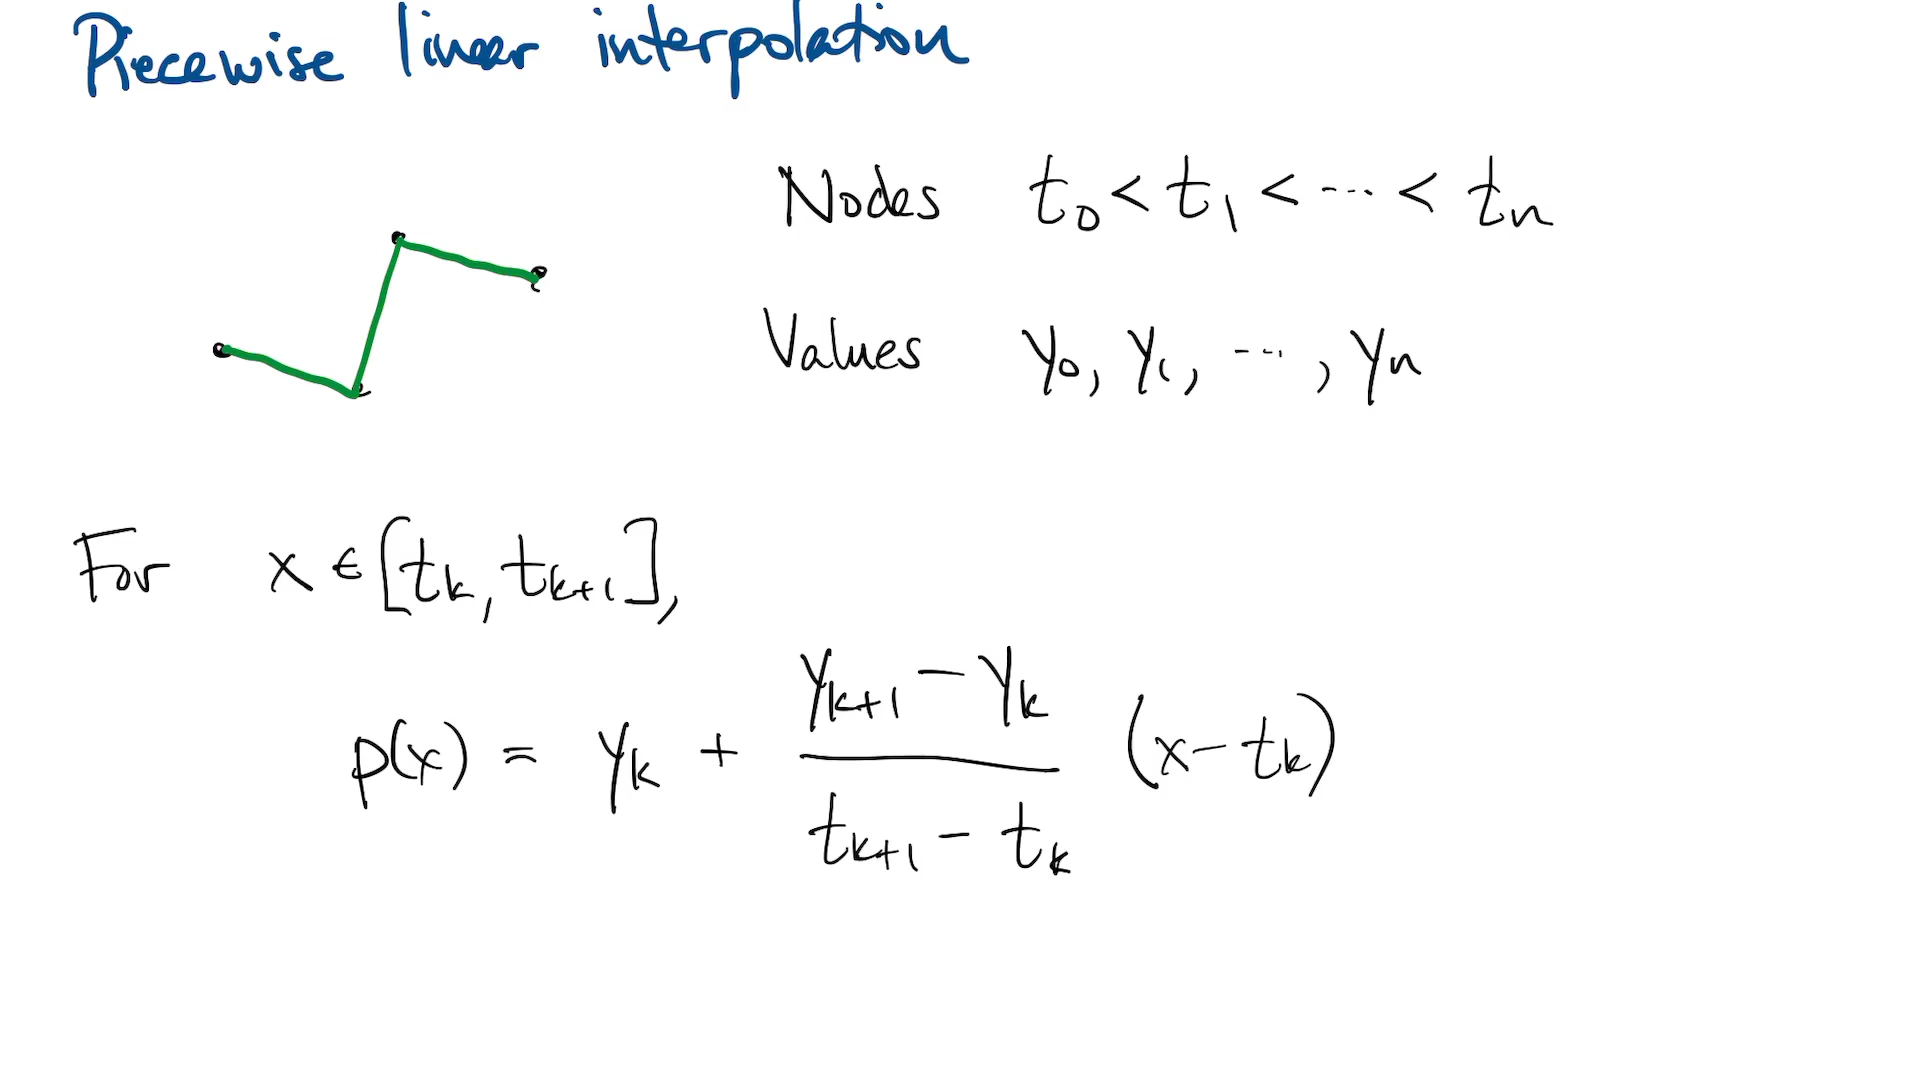 Piecewise linear interpolation
Nodes t₀ < t₁ < ... < tₙ
Values y₀, y₁, ..., yₙ
For x ∈ [tₖ, tₖ₊₁],
p(x) = yₖ + (yₖ₊₁ − yₖ)/(tₖ₊₁ − tₖ) (x − tₖ)